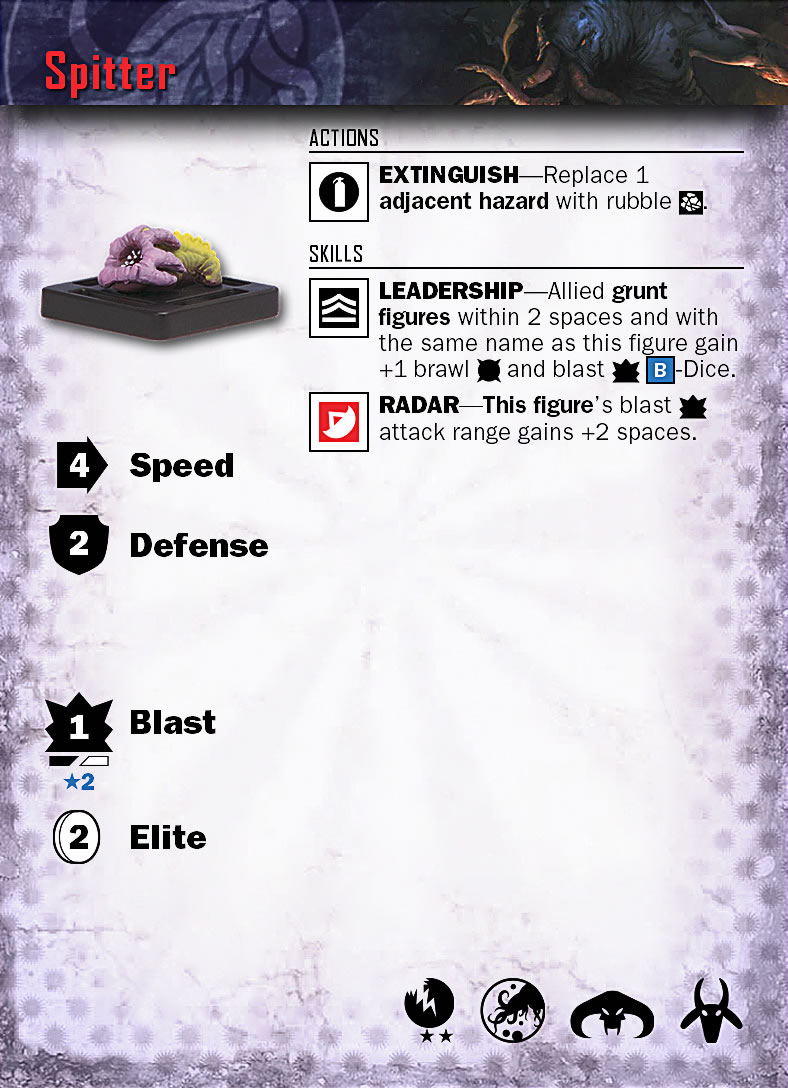 Spitter
ACTIONS
EXTINGUISH—Replace 1
adjacent hazard with rubble .
SKILLS
LEADERSHIP—Allied grunt
figures within 2 spaces and with
the same name as this figure gain
+1 brawl and blast B-Dice.
RADAR—This figure's blast
attack range gains +2 spaces.
4 Speed
2 Defense
1 Blast
★2
2 Elite
★★